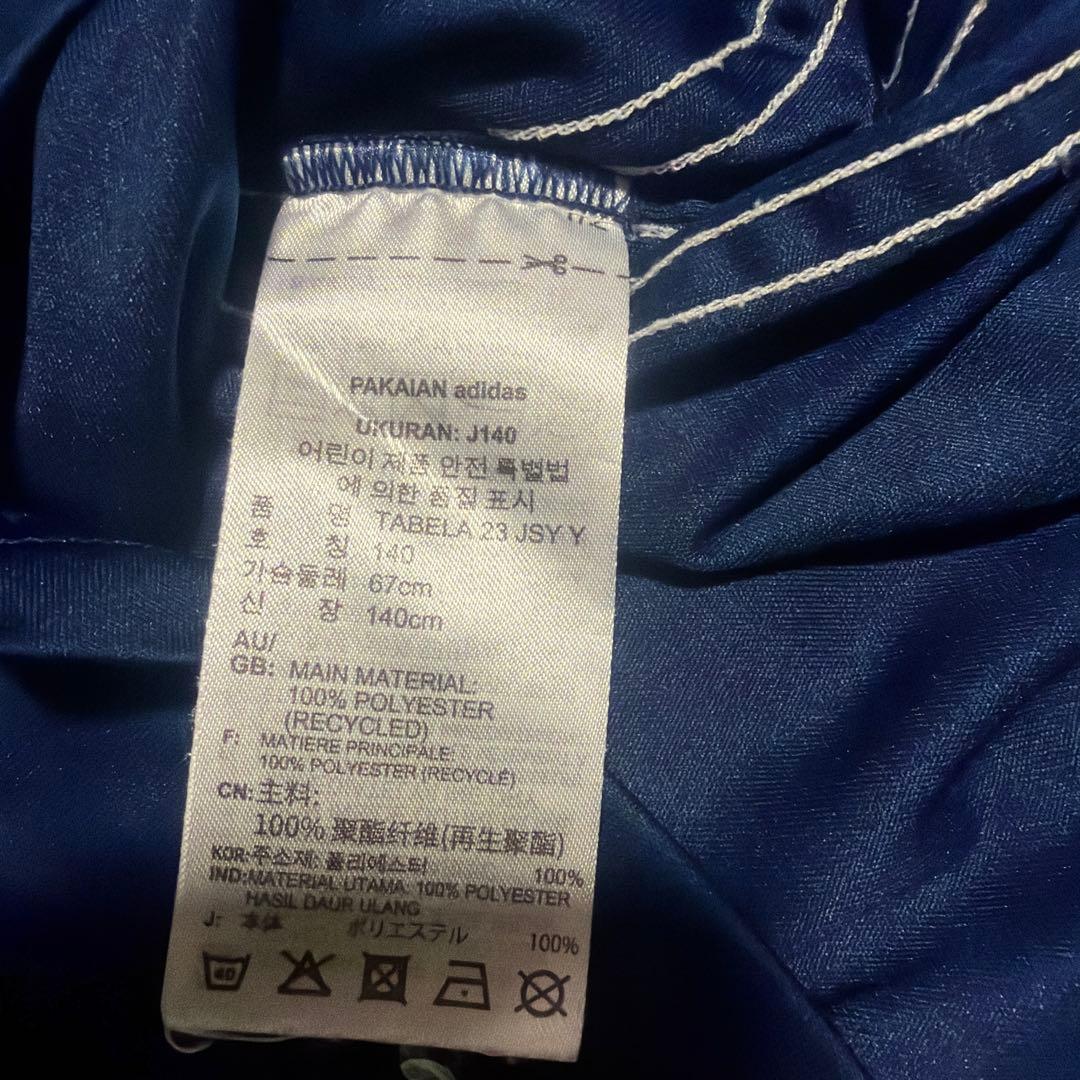 PAKAIAN adidas
UKURAN: J140
어린이 제품 안전 특별법
에 의한 품질 표시
품 명 TABELA 23 JSY Y
호 칭 140
가슴둘레 67cm
신 장 140cm
AU/
GB: MAIN MATERIAL:
100% POLYESTER
(RECYCLED)
F: MATIERE PRINCIPALE:
100% POLYESTER (RECYCLÉ)
CN: 主料:
100% 聚酯纤维(再生聚酯)
KOR:주소재: 폴리에스터 100%
IND:MATERIAL UTAMA: 100% POLYESTER
HASIL DAUR ULANG
J: 本体 ポリエステル 100%
40